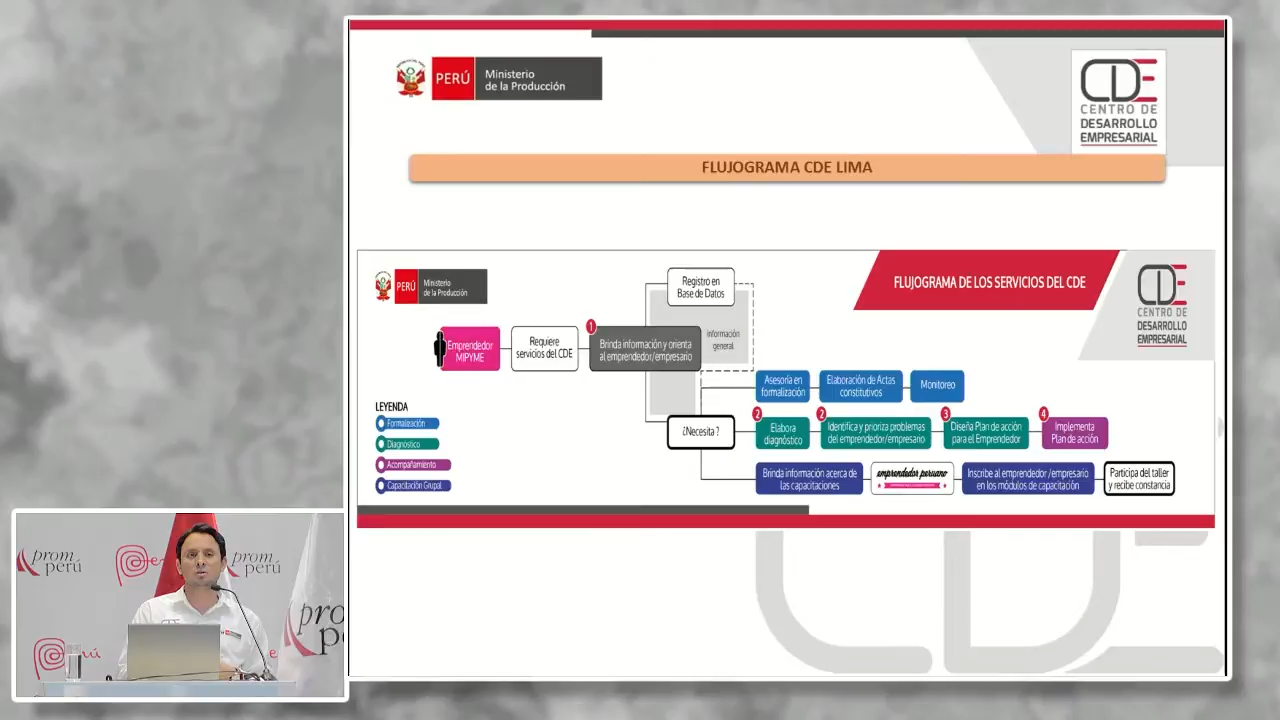 PERÚ
Ministerio
de la Producción
CDE
CENTRO DE
DESARROLLO
EMPRESARIAL
FLUJOGRAMA CDE LIMA
PERÚ
Ministerio
de la Producción
FLUJOGRAMA DE LOS SERVICIOS DEL CDE
CDE
CENTRO DE
DESARROLLO
EMPRESARIAL
Registro en
Base de Datos
información
general
Emprendedor
MIPYME
Requiere
servicios del CDE
1
Brinda información y orienta
al emprendedor/empresario
Asesoría en
formalización
Elaboración de Actas
constitutivos
Monitoreo
LEYENDA
Formalización
Diagnóstico
Acompañamiento
Capacitación Grupal
¿Necesita ?
2
Elabora
diagnóstico
2
Identifica y prioriza problemas
del emprendedor/empresario
3
Diseña Plan de acción
para el Emprendedor
4
Implementa
Plan de acción
Brinda información acerca de
las capacitaciones
emprendedor peruano
Inscribe al emprendedor /empresario
en los módulos de capacitación
Participa del taller
y recibe constancia
prom
perú
prom
perú